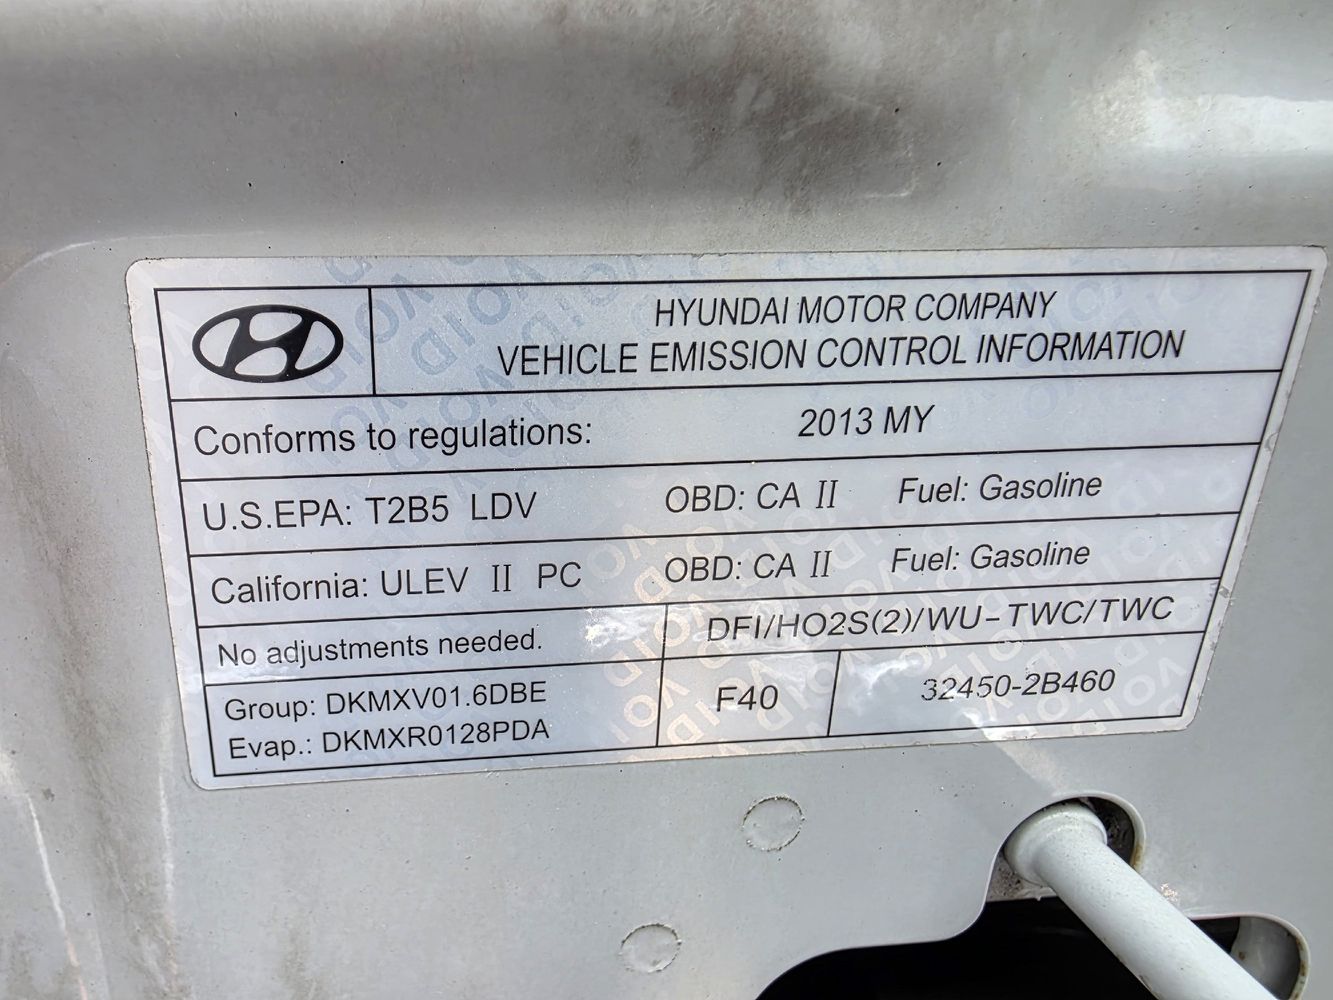 HYUNDAI MOTOR COMPANY
VEHICLE EMISSION CONTROL INFORMATION
Conforms to regulations: 2013 MY
U.S.EPA: T2B5 LDV OBD: CA II Fuel: Gasoline
California: ULEV II PC OBD: CA II Fuel: Gasoline
No adjustments needed. DFI/HO2S(2)/WU-TWC/TWC
Group: DKMXV01.6DBE F40 32450-2B460
Evap.: DKMXR0128PDA